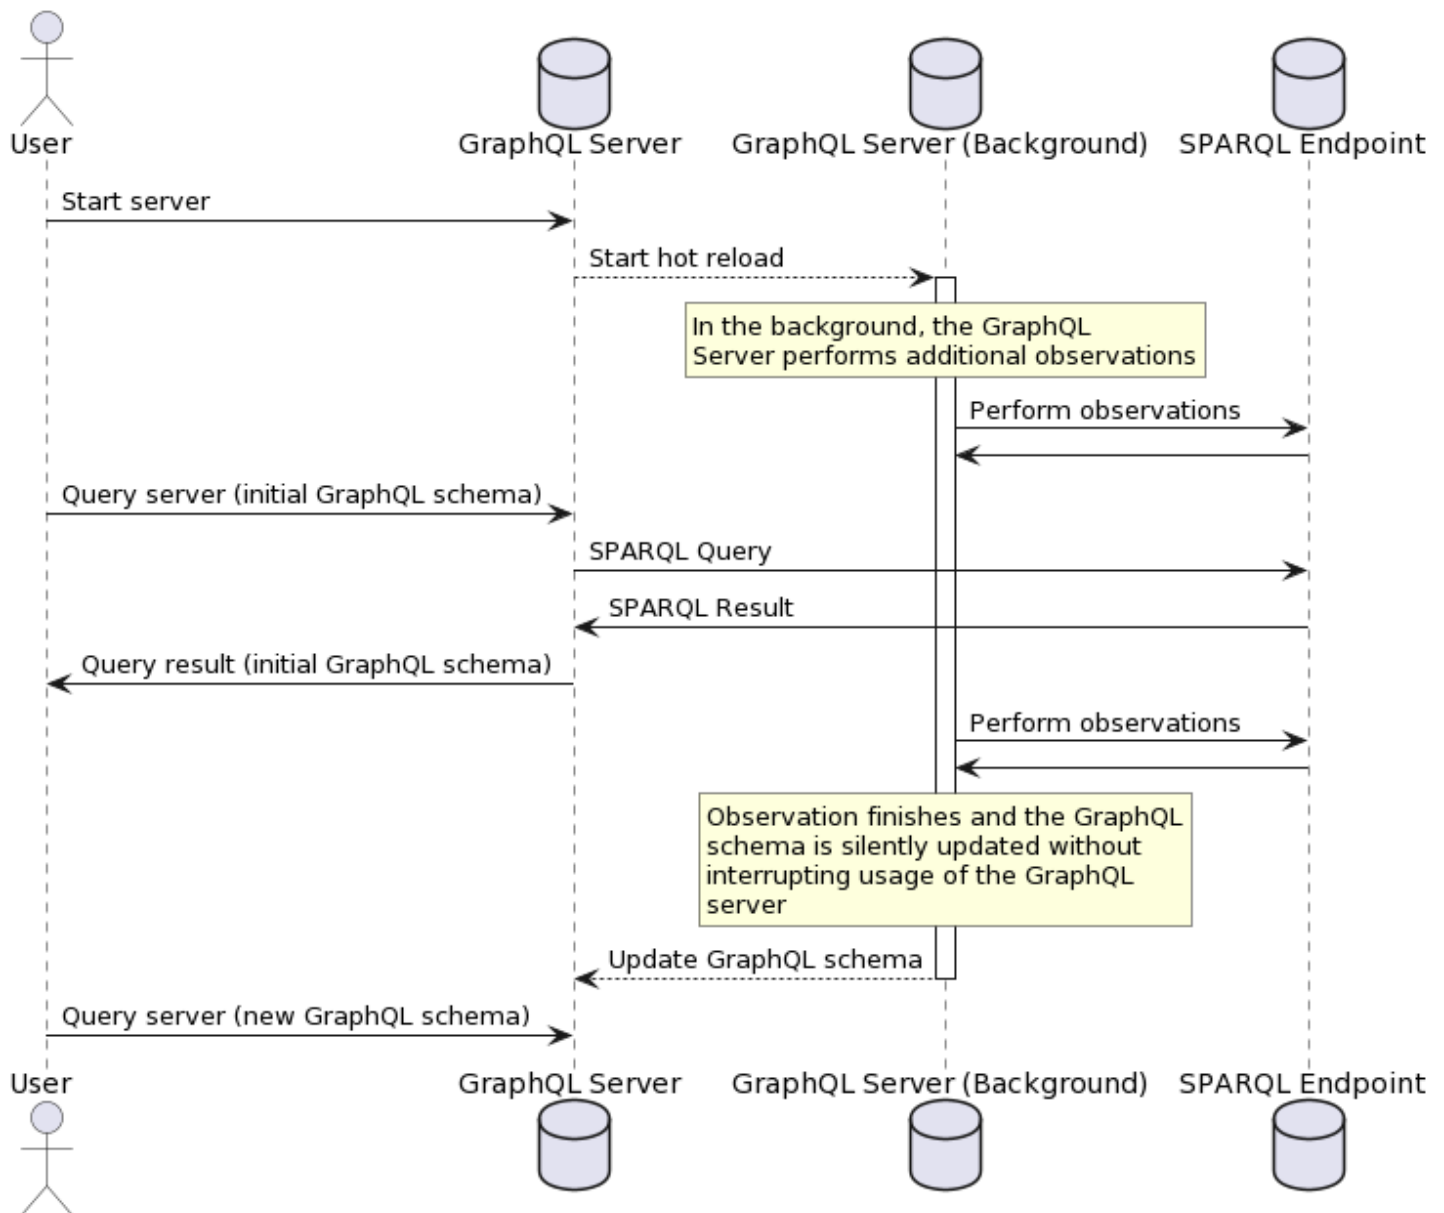 User
GraphQL Server
GraphQL Server (Background)
SPARQL Endpoint
Start server
Start hot reload
In the background, the GraphQL
Server performs additional observations
Perform observations
Query server (initial GraphQL schema)
SPARQL Query
SPARQL Result
Query result (initial GraphQL schema)
Perform observations
Observation finishes and the GraphQL
schema is silently updated without
interrupting usage of the GraphQL
server
Update GraphQL schema
Query server (new GraphQL schema)
User
GraphQL Server
GraphQL Server (Background)
SPARQL Endpoint